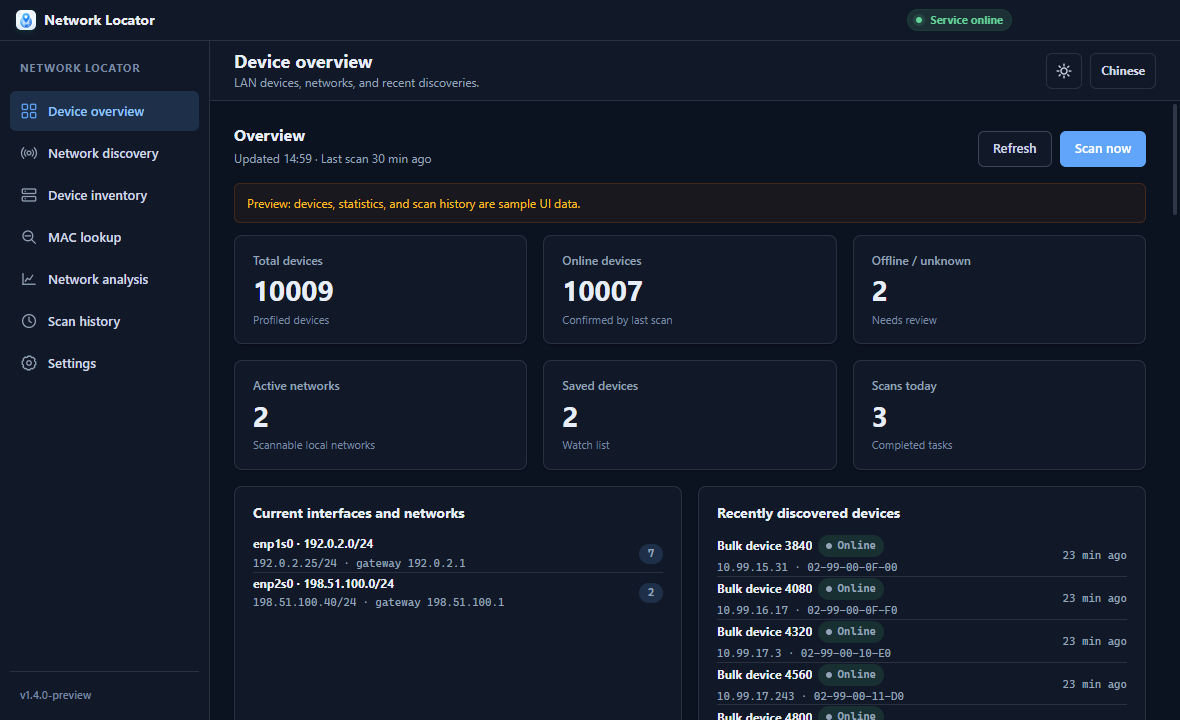 Network Locator
Service online
NETWORK LOCATOR
Device overview
Network discovery
Device inventory
MAC lookup
Network analysis
Scan history
Settings
v1.4.0-preview
Device overview
LAN devices, networks, and recent discoveries.
Chinese
Overview
Updated 14:59 · Last scan 30 min ago
Refresh
Scan now
Preview: devices, statistics, and scan history are sample UI data.
Total devices
10009
Profiled devices
Online devices
10007
Confirmed by last scan
Offline / unknown
2
Needs review
Active networks
2
Scannable local networks
Saved devices
2
Watch list
Scans today
3
Completed tasks
Current interfaces and networks
enp1s0 · 192.0.2.0/24
192.0.2.25/24 · gateway 192.0.2.1
7
enp2s0 · 198.51.100.0/24
198.51.100.40/24 · gateway 198.51.100.1
2
Recently discovered devices
Bulk device 3840 Online
10.99.15.31 · 02-99-00-0F-00
23 min ago
Bulk device 4080 Online
10.99.16.17 · 02-99-00-0F-F0
23 min ago
Bulk device 4320 Online
10.99.17.3 · 02-99-00-10-E0
23 min ago
Bulk device 4560 Online
10.99.17.243 · 02-99-00-11-D0
23 min ago
Bulk device 4800 Online